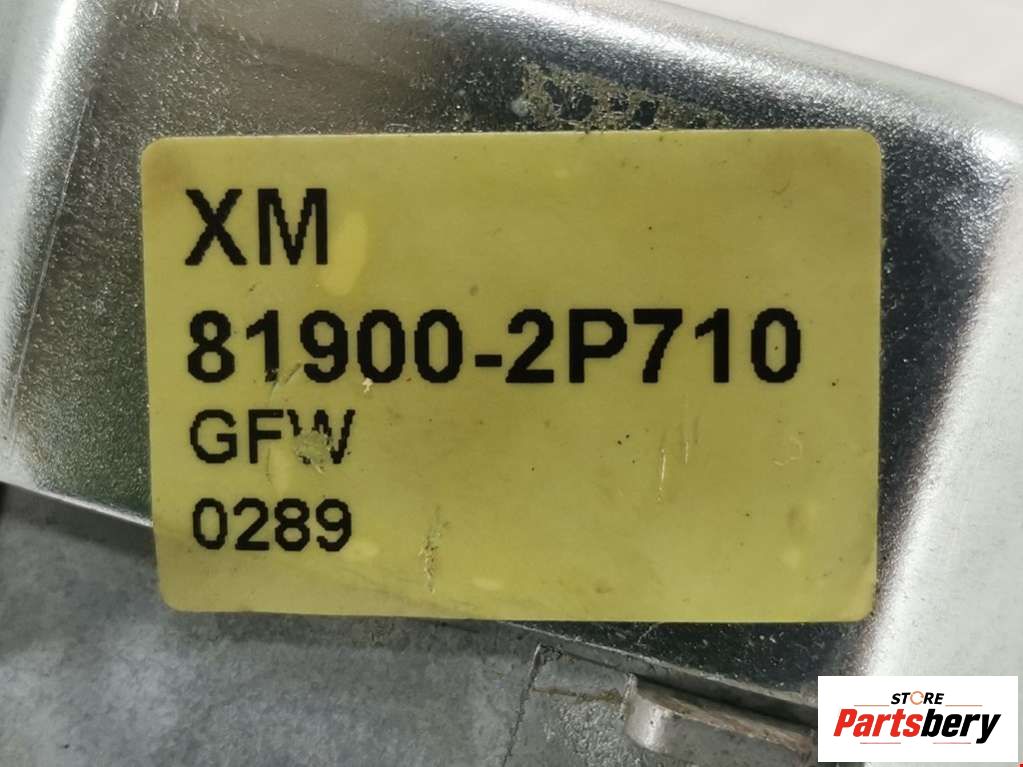 XM
81900-2P710
GFW
0289
STORE
Partsbery